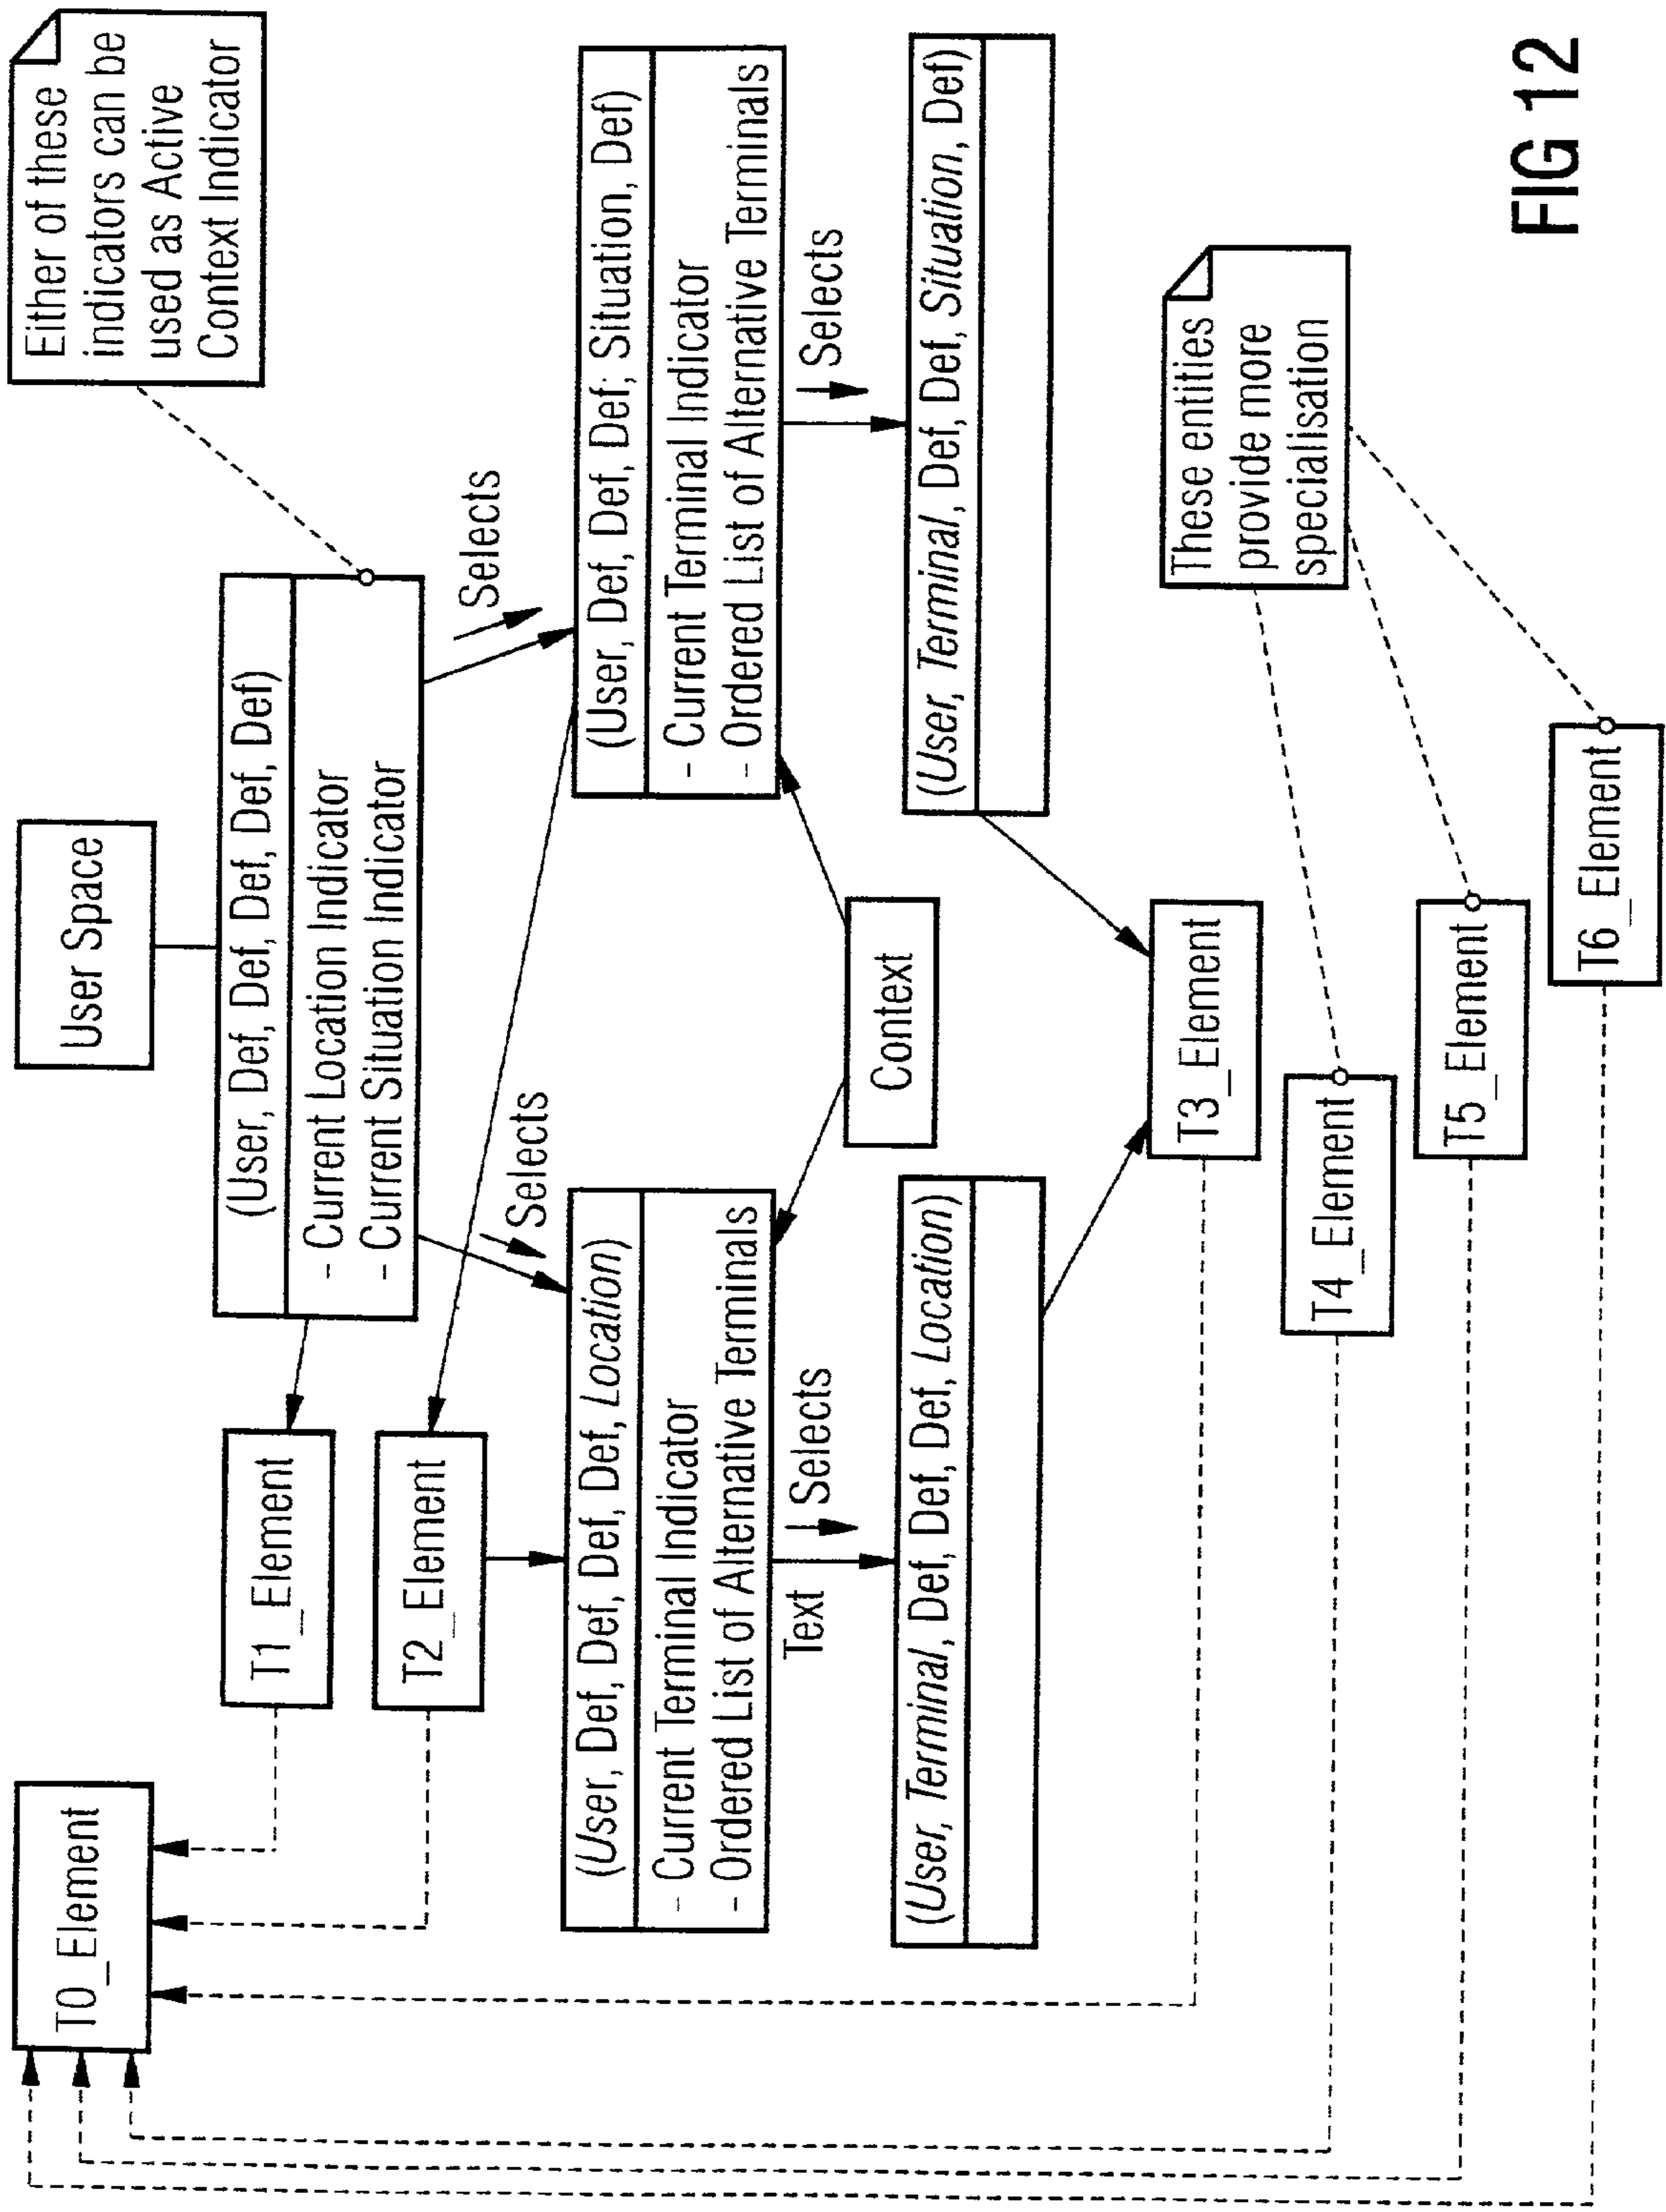 Either of these
indicators can be
used as Active
Context Indicator
User Space
T0_Element
(User, Def, Def, Def, Def)
- Current Location Indicator
- Current Situation Indicator
T1_Element
T2_Element
Selects
Selects
(User, Def, Def, Def, Location)
- Current Terminal Indicator
- Ordered List of Alternative Terminals
(User, Def, Def; Situation, Def)
- Current Terminal Indicator
- Ordered List of Alternative Terminals
Text
Selects
Selects
Context
(User, Terminal, Def, Def, Def, Location)
(User, Terminal, Def, Def, Situation, Def)
T3_Element
These entities
provide more
specialisation
T4_Element
T5_Element
T6_Element
FIG 12